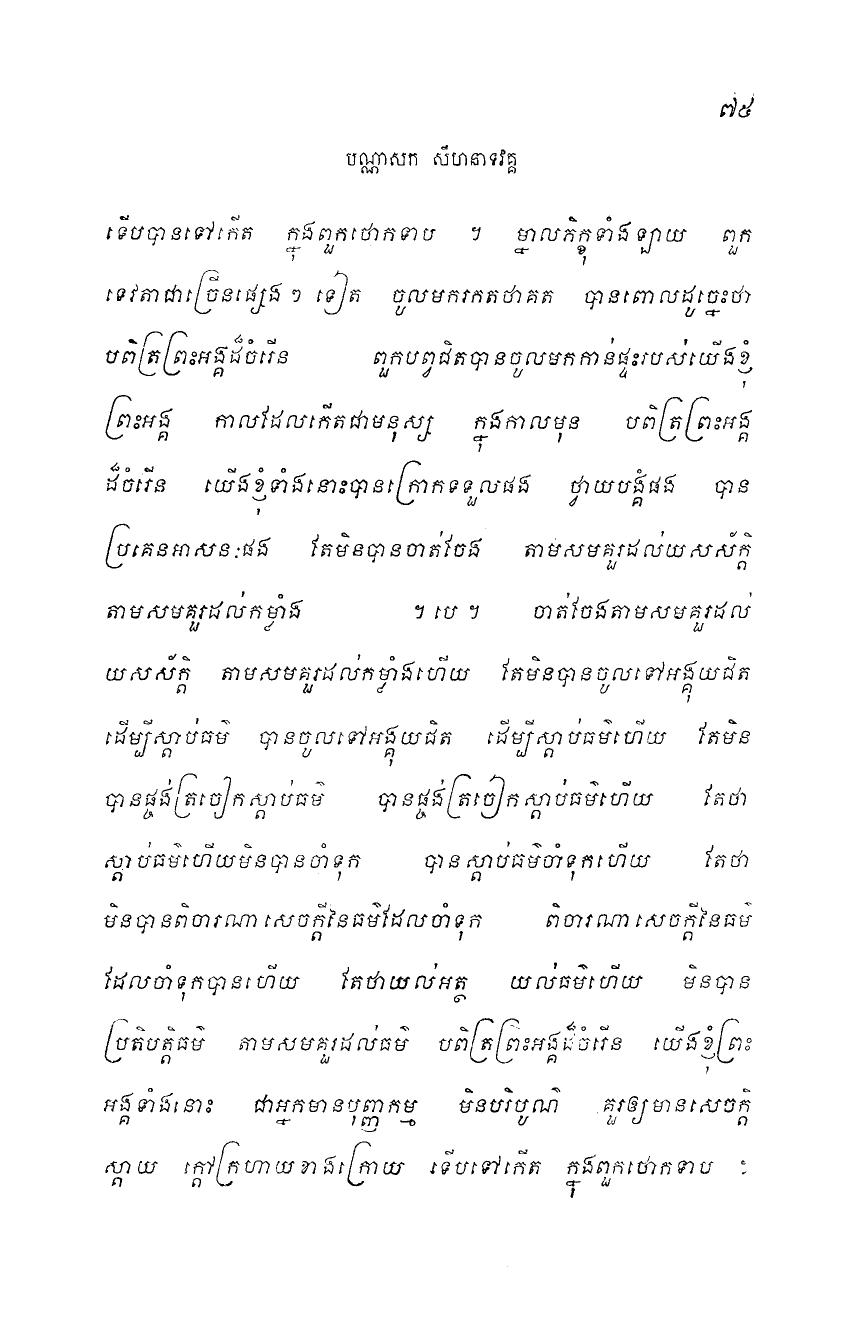 ៧៥
បណ្ណាសក សីហនាទវគ្គ
ទើបបានទៅកើត ក្នុងពួកថោកទាប ។ ម្នាលភិក្ខុទាំងឡាយ ពួក
ទេវតាជាច្រើនផ្សេងៗ ទៀត ចូលមករកតថាគត បានពោលដូច្នេះថា
បពិត្រព្រះអង្គដ៏ចំរើន ពួកបព្វជិតបានចូលមកកាន់ផ្ទះរបស់យើងខ្ញុំ
ព្រះអង្គ កាលដែលកើតជាមនុស្ស ក្នុងកាលមុន បពិត្រព្រះអង្គ
ដ៏ចំរើន យើងខ្ញុំទាំងនោះបានក្រោកទទួលផង ថ្វាយបង្គំផង បាន
ប្រគេនអាសនៈផង តែមិនបានចាត់ចែង តាមសមគួរដល់យសស័ក្តិ
តាមសមគួរដល់កម្លាំង ។ បេ ។ ចាត់ចែងតាមសមគួរដល់
យសស័ក្តិ តាមសមគួរដល់កម្លាំងហើយ តែមិនបានចូលទៅអង្គុយជិត
ដើម្បីស្តាប់ធម៌ បានចូលទៅអង្គុយជិត ដើម្បីស្តាប់ធម៌ហើយ តែមិន
បានផ្ចង់ត្រចៀកស្តាប់ធម៌ បានផ្ចង់ត្រចៀកស្តាប់ធម៌ហើយ តែថា
ស្តាប់ធម៌ហើយមិនបានចាំទុក បានស្តាប់ធម៌ចាំទុកហើយ តែថា
មិនបានពិចារណាសេចក្តីនៃធម៌ដែលចាំទុក ពិចារណាសេចក្តីនៃធម៌
ដែលចាំទុកបានហើយ តែថាយល់អត្ថ យល់ធម៌ហើយ មិនបាន
ប្រតិបត្តិធម៌ តាមសមគួរដល់ធម៌ បពិត្រព្រះអង្គដ៏ចំរើន យើងខ្ញុំព្រះ
អង្គទាំងនោះ ជាអ្នកមានបុញ្ញកម្ម មិនបរិបូណ៌ គួរឲ្យមានសេចក្តី
ស្តាយ ក្តៅក្រហាយខាងក្រោយ ទើបទៅកើត ក្នុងពួកថោកទាប ៈ